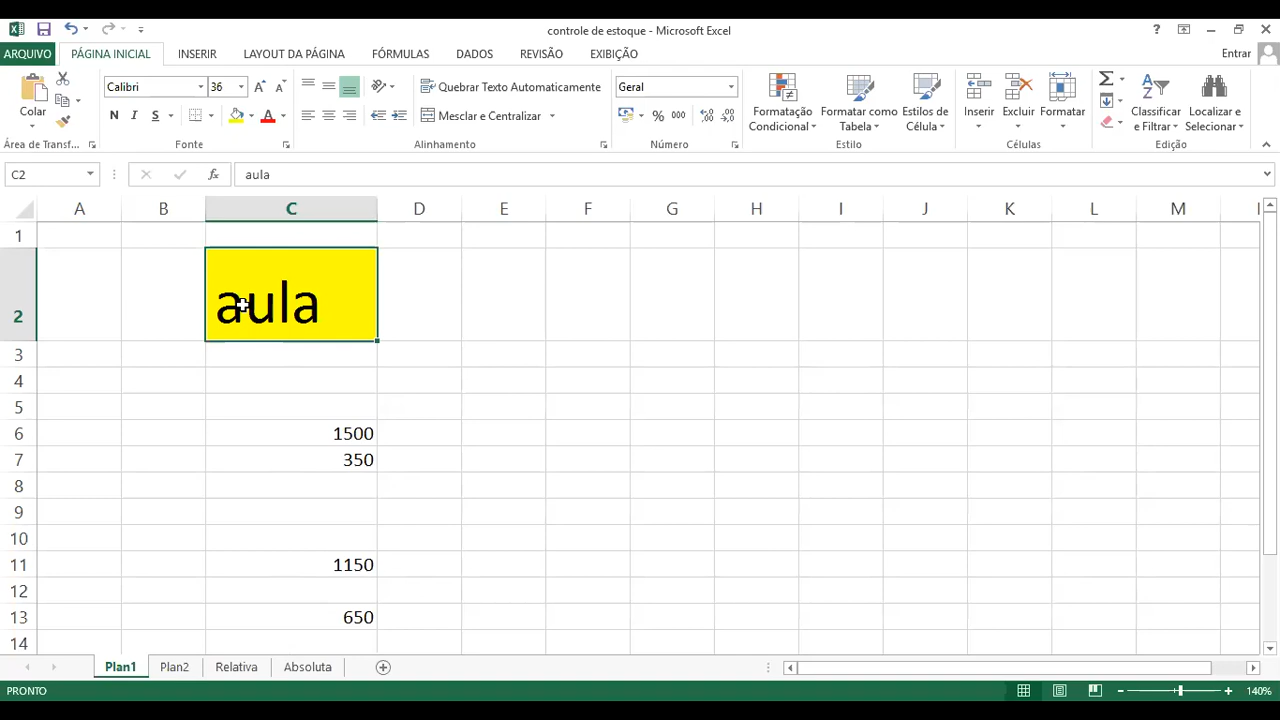 controle de estoque - Microsoft Excel
?
ARQUIVO PÁGINA INICIAL INSERIR LAYOUT DA PÁGINA FÓRMULAS DADOS REVISÃO EXIBIÇÃO Entrar
Colar
Calibri 36
N I S A
Quebrar Texto Automaticamente
Mesclar e Centralizar
Geral
% 000
Formatação Condicional
Formatar como Tabela
Estilos de Célula
Inserir
Excluir
Formatar
Classificar e Filtrar
Localizar e Selecionar
Área de Transf... Fonte Alinhamento Número Estilo Células Edição
C2 fx aula
A B C D E F G H I J K L M
1
2 aula
3
4
5
6 1500
7 350
8
9
10
11 1150
12
13 650
14
Plan1 Plan2 Relativa Absoluta
PRONTO 140%